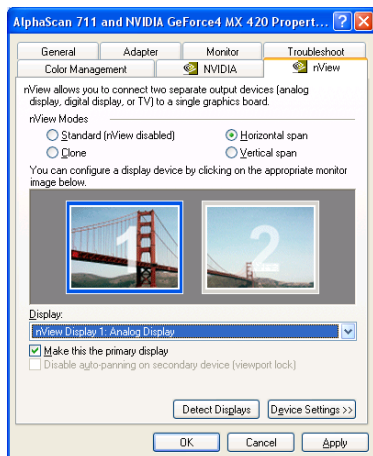 AlphaScan 711 and NVIDIA GeForce4 MX 420 Propert...
General Adapter Monitor Troubleshoot
Color Management NVIDIA nView
nView allows you to connect two separate output devices (analog
display, digital display, or TV) to a single graphics board.
nView Modes
Standard (nView disabled) Horizontal span
Clone Vertical span
You can configure a display device by clicking on the appropriate monitor
image below.
1 2
Display:
nView Display 1: Analog Display
Make this the primary display
Disable auto-panning on secondary device (viewport lock)
Detect Displays Device Settings >>
OK Cancel Apply